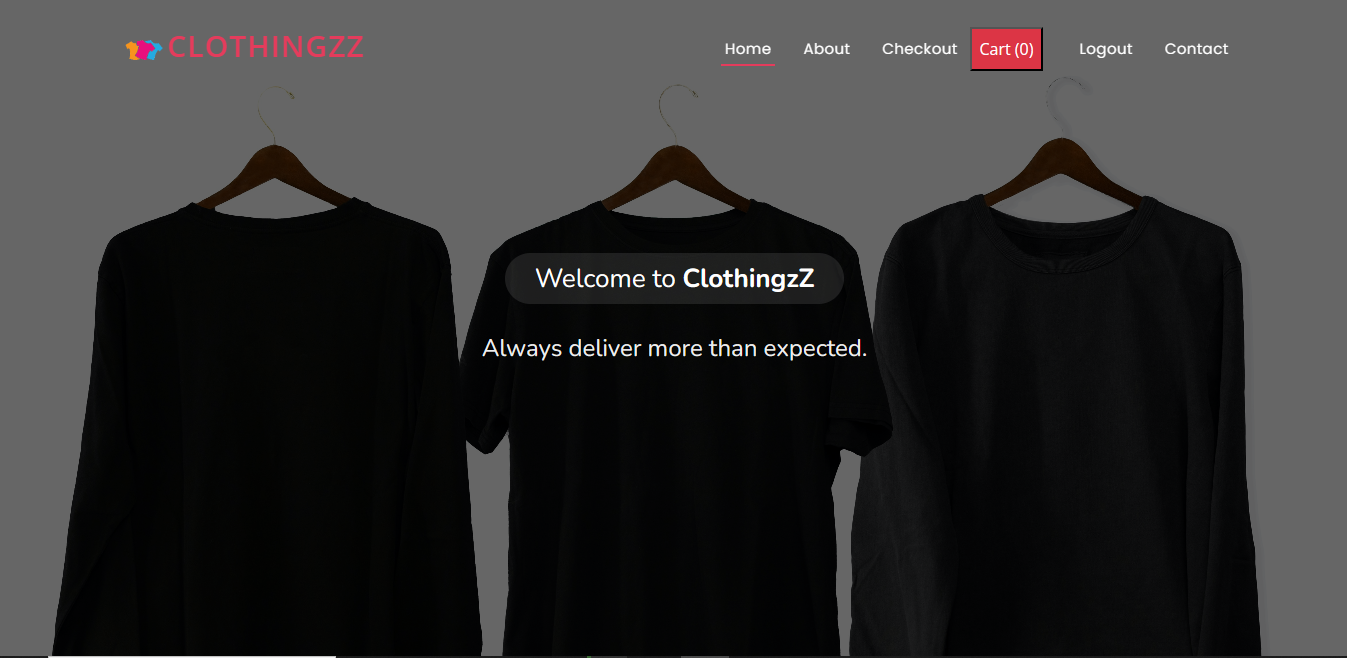 CLOTHINGZZ
Home About Checkout Cart (0) Logout Contact
Welcome to ClothingzZ
Always deliver more than expected.